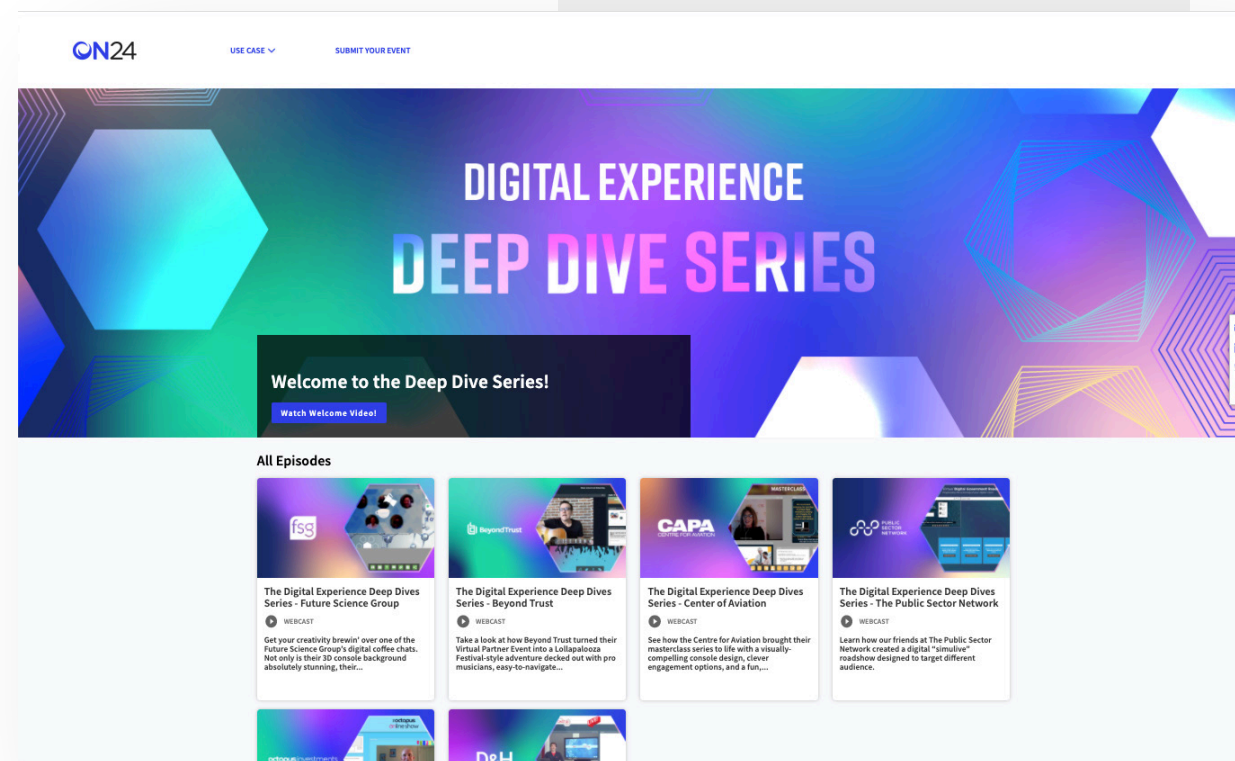 ON24
USE CASE
SUBMIT YOUR EVENT
DIGITAL EXPERIENCE
DEEP DIVE SERIES
Welcome to the Deep Dive Series!
Watch Welcome Video!
All Episodes
fsg
The Digital Experience Deep Dives
Series - Future Science Group
WEBCAST
Get your creativity brewin' over one of the
Future Science Group's digital coffee chats.
Not only is their 3D console background
absolutely stunning, their...
BeyondTrust
The Digital Experience Deep Dives
Series - Beyond Trust
WEBCAST
Take a look at how Beyond Trust turned their
Virtual Partner Event into a Lollapalooza
Festival-style adventure decked out with pro
musicians, easy-to-navigate...
MASTERCLASS
CAPA
CENTRE FOR AVIATION
The Digital Experience Deep Dives
Series - Center of Aviation
WEBCAST
See how the Centre for Aviation brought their
masterclass series to life with a visually-
compelling console design, clever
engagement options, and a fun,...
PUBLIC
SECTOR
NETWORK
The Digital Experience Deep Dives
Series - The Public Sector Network
WEBCAST
Learn how our friends at The Public Sector
Network created a digital "simulive"
roadshow designed to target different
audience.
octopus investments
octopus
D&H